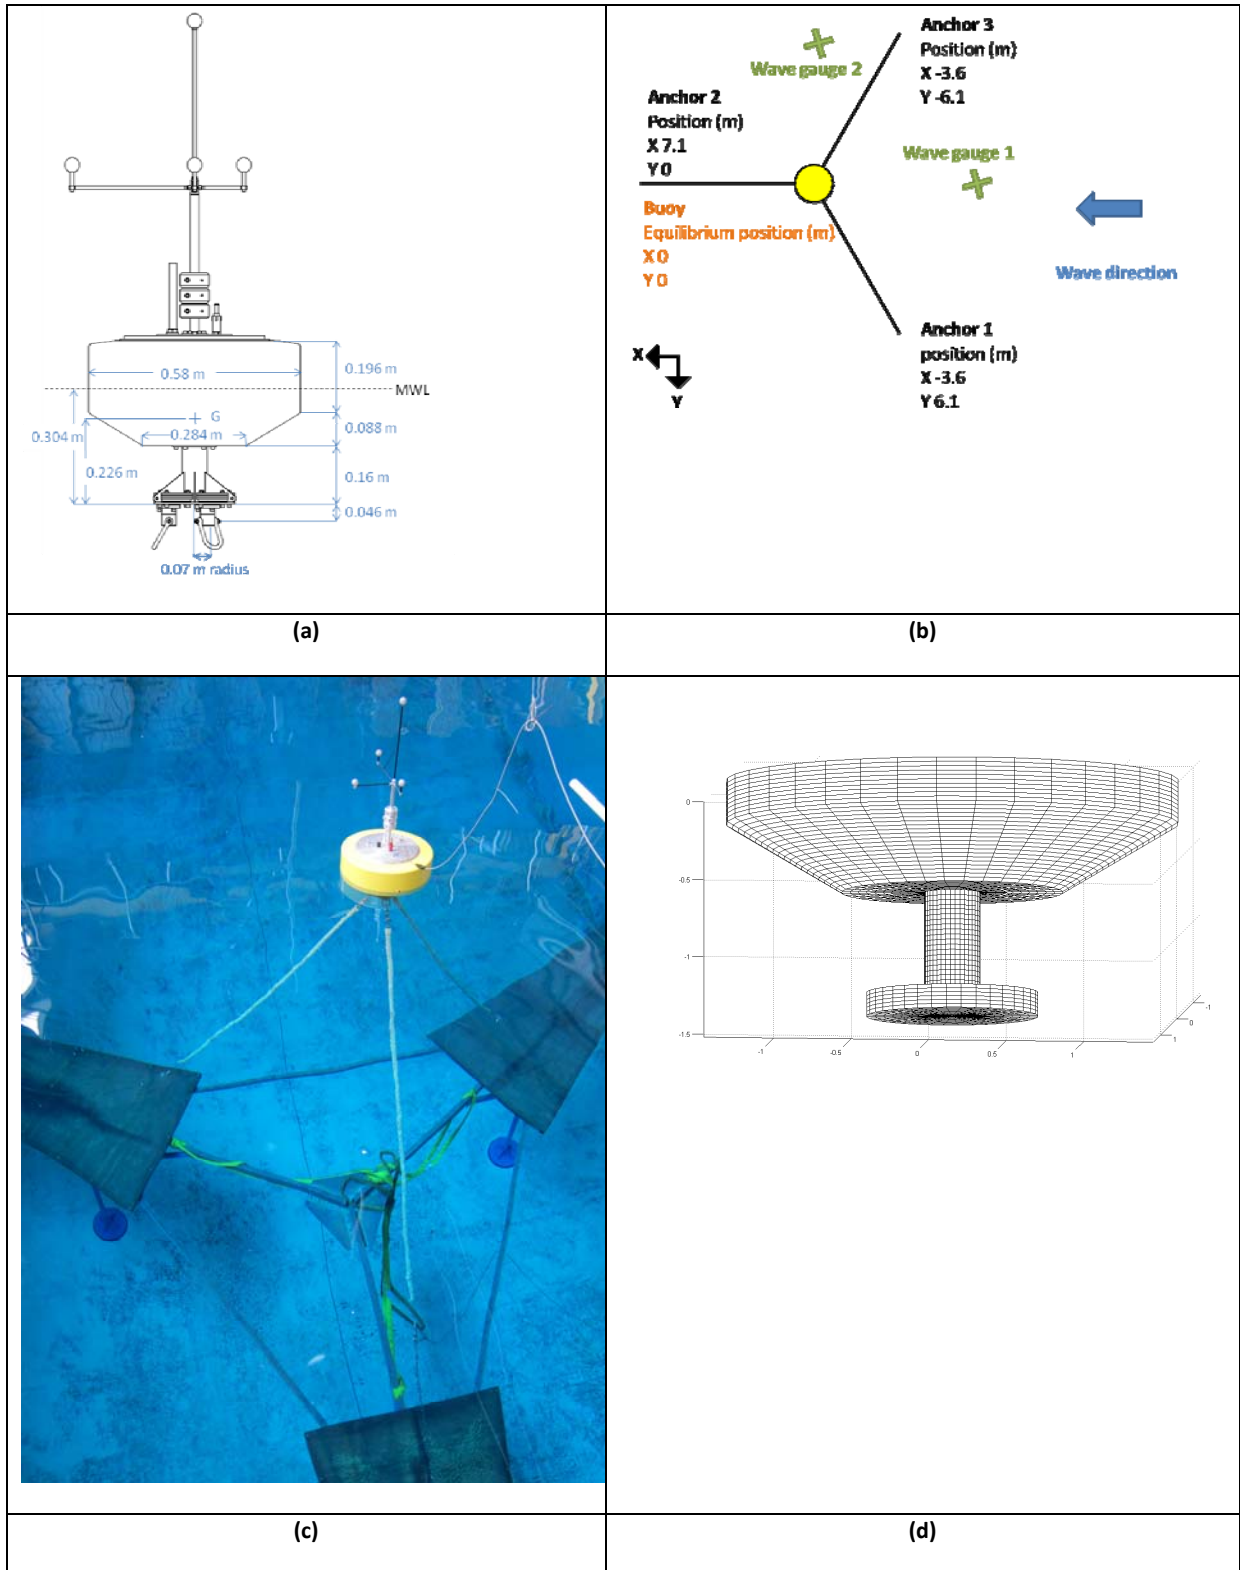 0.58 m
0.196 m
MWL
G
0.284 m
0.088 m
0.304 m
0.226 m
0.16 m
0.046 m
0.07 m radius
(a)
Anchor 3
Position (m)
X -3.6
Y -6.1
Wave gauge 2
Anchor 2
Position (m)
X 7.1
Y 0
Wave gauge 1
Buoy
Equilibrium position (m)
X 0
Y 0
Wave direction
Anchor 1
position (m)
X -3.6
Y 6.1
X
Y
(b)
(c)
0
-0.5
-1
-1.5
-1
-0.5
0
0.5
1
-1
0
1
(d)